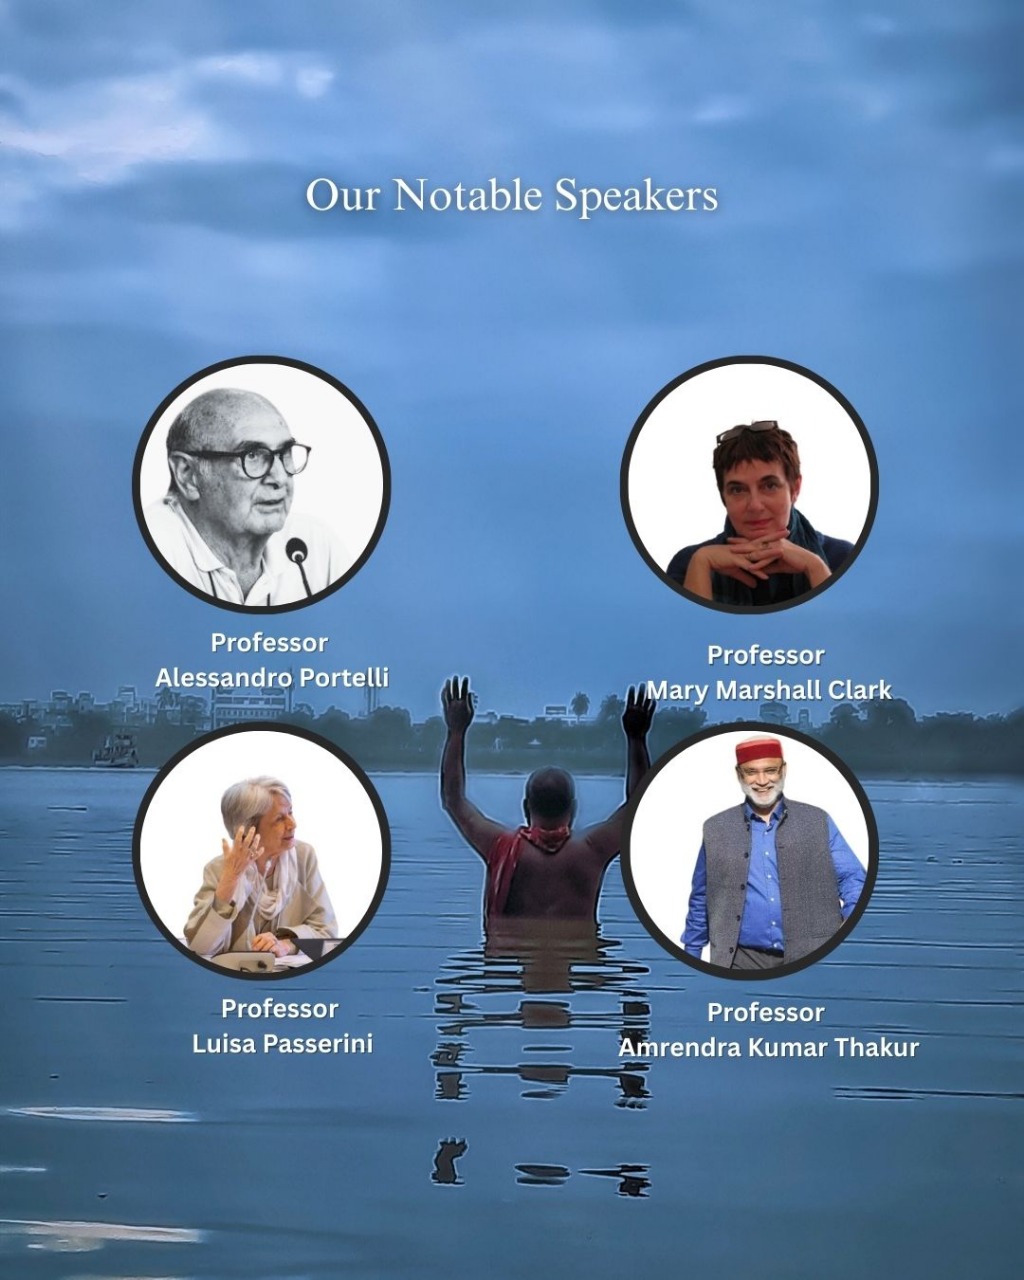 Our Notable Speakers
Professor
Alessandro Portelli
Professor
Mary Marshall Clark
Professor
Luisa Passerini
Professor
Amrendra Kumar Thakur